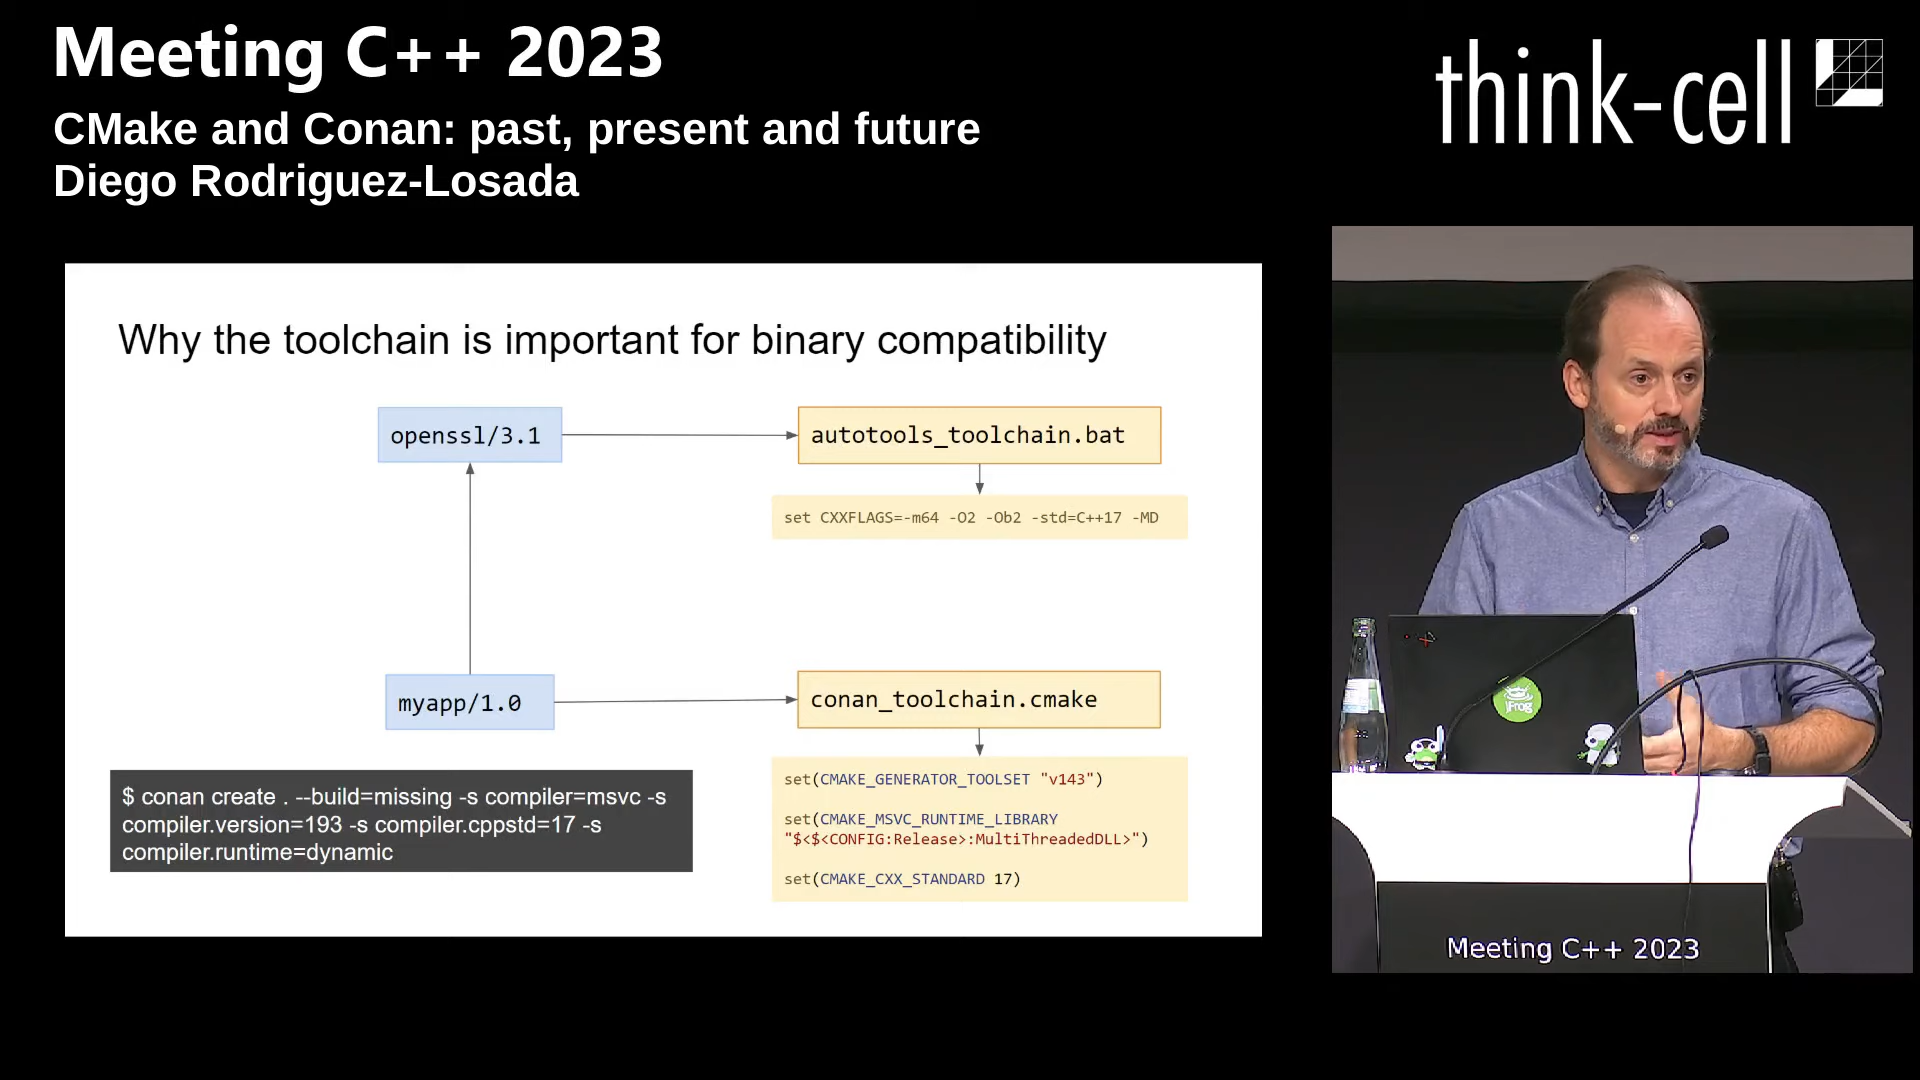 Meeting C++ 2023
CMake and Conan: past, present and future
Diego Rodriguez-Losada
think-cell
Why the toolchain is important for binary compatibility
openssl/3.1
autotools_toolchain.bat
set CXXFLAGS=-m64 -O2 -Ob2 -std=C++17 -MD
myapp/1.0
conan_toolchain.cmake
$ conan create . --build=missing -s compiler=msvc -s
compiler.version=193 -s compiler.cppstd=17 -s
compiler.runtime=dynamic
set(CMAKE_GENERATOR_TOOLSET "v143")
set(CMAKE_MSVC_RUNTIME_LIBRARY
"$<$<CONFIG:Release>:MultiThreadedDLL>")
set(CMAKE_CXX_STANDARD 17)
jFrog
Meeting C++ 2023